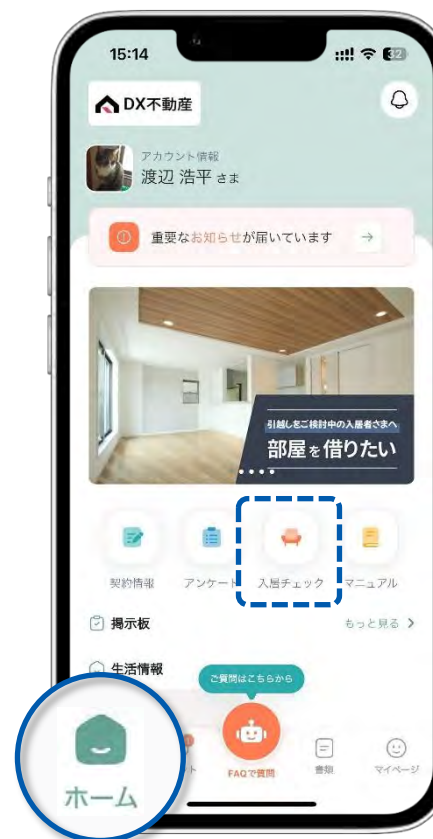 15:14
32
DX不動産
アカウント情報
渡辺 浩平 さま
重要なお知らせが届いています
引越しをご検討中の入居者さまへ
部屋を借りたい
契約情報
アンケート
入居チェック
マニュアル
掲示板
もっと見る
生活情報
ご質問はこちらから
ホーム
ト
FAQで質問
書類
マイページ